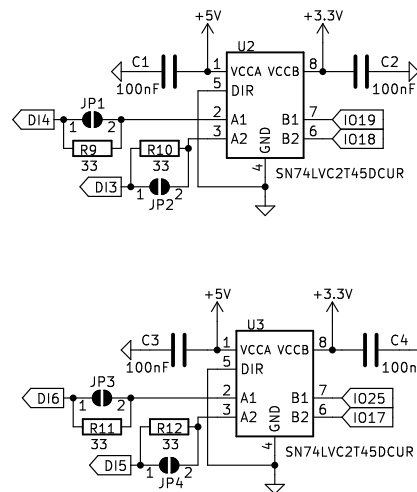 +5V
+3.3V
C1
U2
C2
100nF
1
VCCA
VCCB
8
100nF
5
DIR
JP1
DI4
1
2
2
A1
B1
7
IO19
R9
33
R10
33
3
A2
B2
6
IO18
GND
4
DI3
1
2
JP2
SN74LVC2T45DCUR
+5V
+3.3V
C3
U3
C4
100nF
1
VCCA
VCCB
8
100n
5
DIR
JP3
DI6
1
2
2
A1
B1
7
IO25
R11
33
R12
33
3
A2
B2
6
IO17
GND
4
DI5
1
2
JP4
SN74LVC2T45DCUR